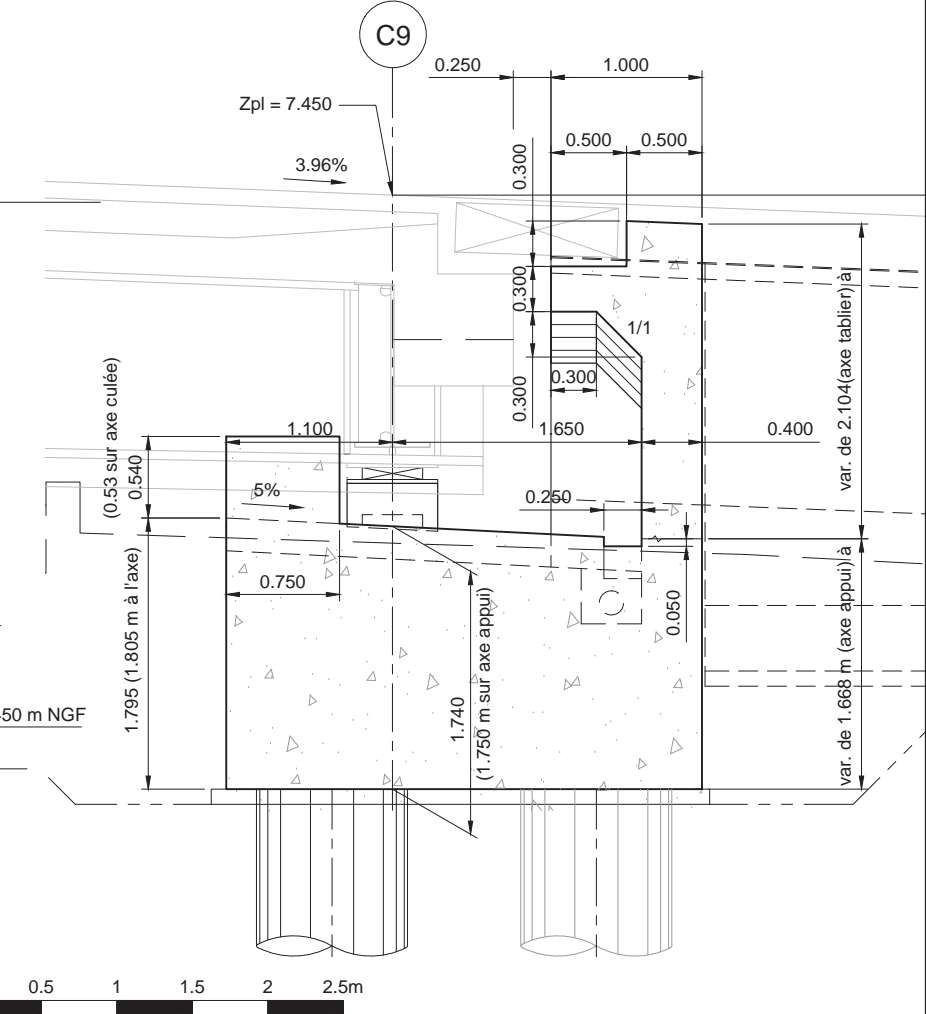 C9
0.250
1.000
Zpl = 7.450
0.500
0.500
0.300
3.96%
0.300
1/1
0.300
0.300
1.100
1.650
0.400
(0.53 sur axe culée)
0.540
5%
0.250
var. de 2.104(axe tablier) à
0.750
0.050
1.795 (1.805 m à l'axe)
1.740
(1.750 m sur axe appui)
var. de 1.668 m (axe appui) à
50 m NGF
0.5
1
1.5
2
2.5m